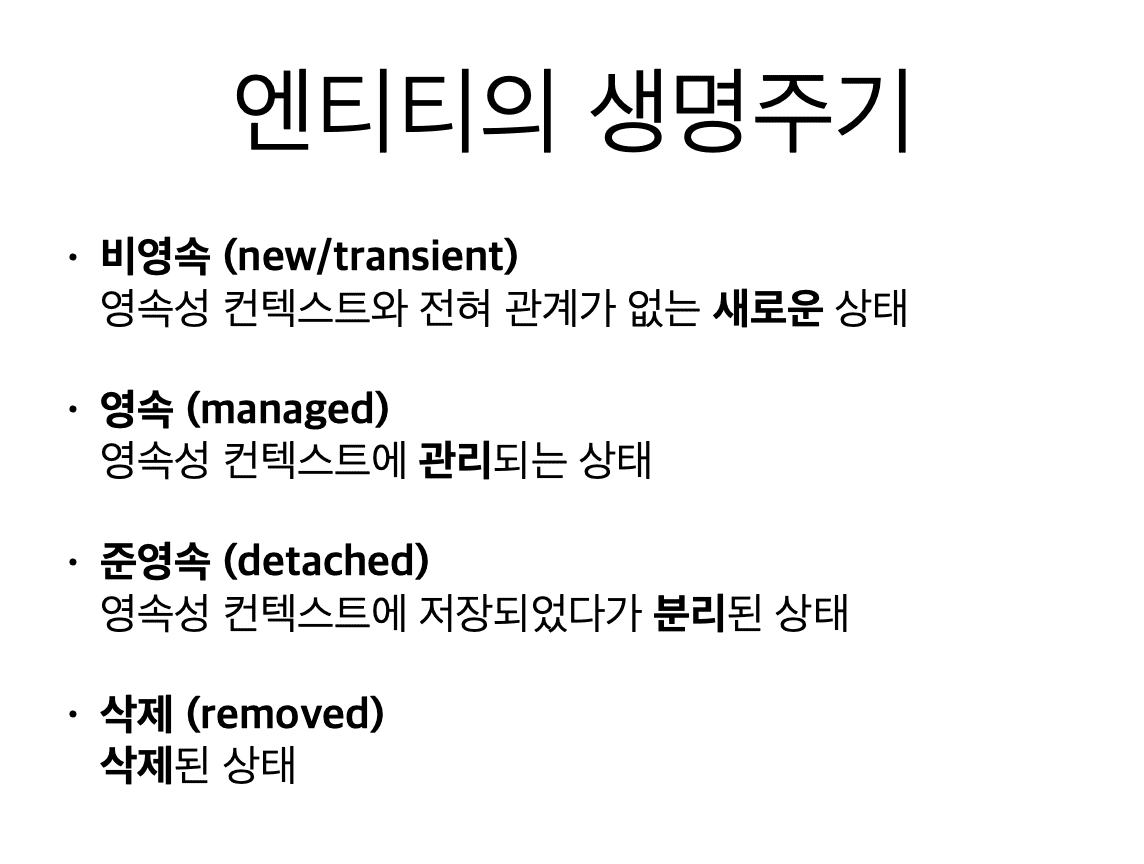 엔티티의 생명주기
· 비영속 (new/transient)
영속성 컨텍스트와 전혀 관계가 없는 새로운 상태
· 영속 (managed)
영속성 컨텍스트에 관리되는 상태
· 준영속 (detached)
영속성 컨텍스트에 저장되었다가 분리된 상태
· 삭제 (removed)
삭제된 상태